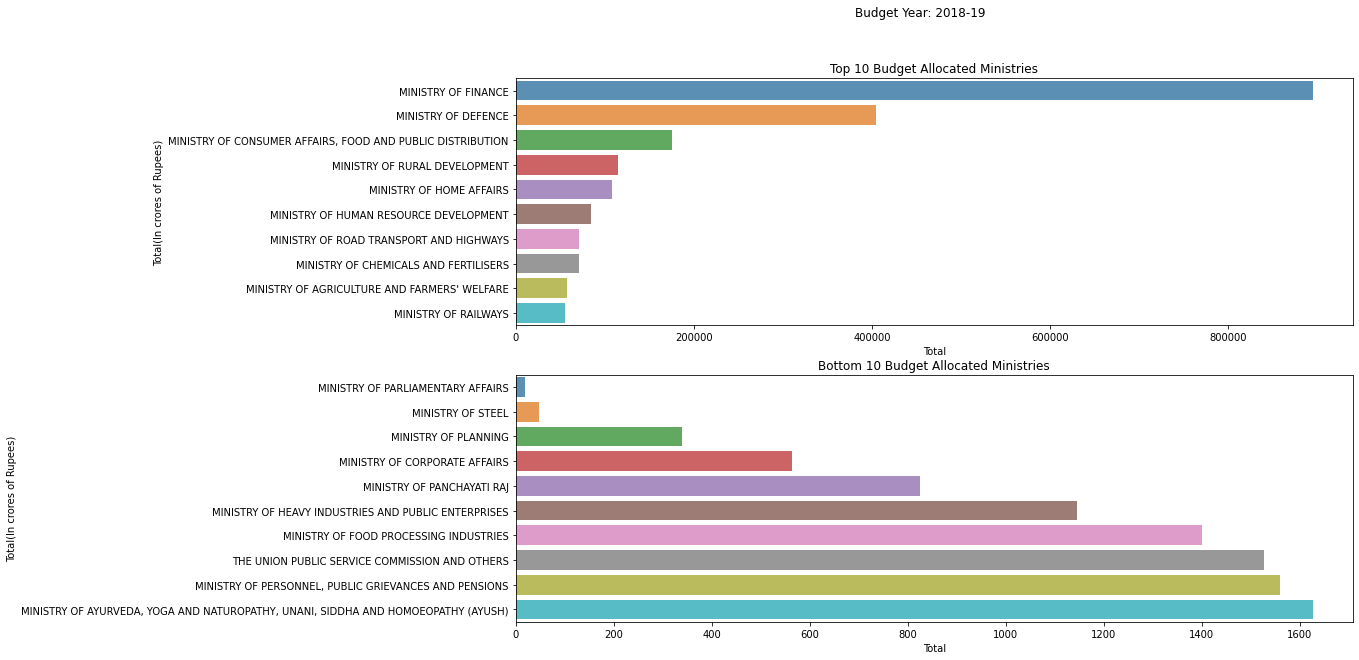 Budget Year: 2018-19
Top 10 Budget Allocated Ministries
Total(In crores of Rupees)
MINISTRY OF FINANCE
MINISTRY OF DEFENCE
MINISTRY OF CONSUMER AFFAIRS, FOOD AND PUBLIC DISTRIBUTION
MINISTRY OF RURAL DEVELOPMENT
MINISTRY OF HOME AFFAIRS
MINISTRY OF HUMAN RESOURCE DEVELOPMENT
MINISTRY OF ROAD TRANSPORT AND HIGHWAYS
MINISTRY OF CHEMICALS AND FERTILISERS
MINISTRY OF AGRICULTURE AND FARMERS' WELFARE
MINISTRY OF RAILWAYS
0 200000 400000 600000 800000
Total
Bottom 10 Budget Allocated Ministries
Total(In crores of Rupees)
MINISTRY OF PARLIAMENTARY AFFAIRS
MINISTRY OF STEEL
MINISTRY OF PLANNING
MINISTRY OF CORPORATE AFFAIRS
MINISTRY OF PANCHAYATI RAJ
MINISTRY OF HEAVY INDUSTRIES AND PUBLIC ENTERPRISES
MINISTRY OF FOOD PROCESSING INDUSTRIES
THE UNION PUBLIC SERVICE COMMISSION AND OTHERS
MINISTRY OF PERSONNEL, PUBLIC GRIEVANCES AND PENSIONS
MINISTRY OF AYURVEDA, YOGA AND NATUROPATHY, UNANI, SIDDHA AND HOMOEOPATHY (AYUSH)
0 200 400 600 800 1000 1200 1400 1600
Total